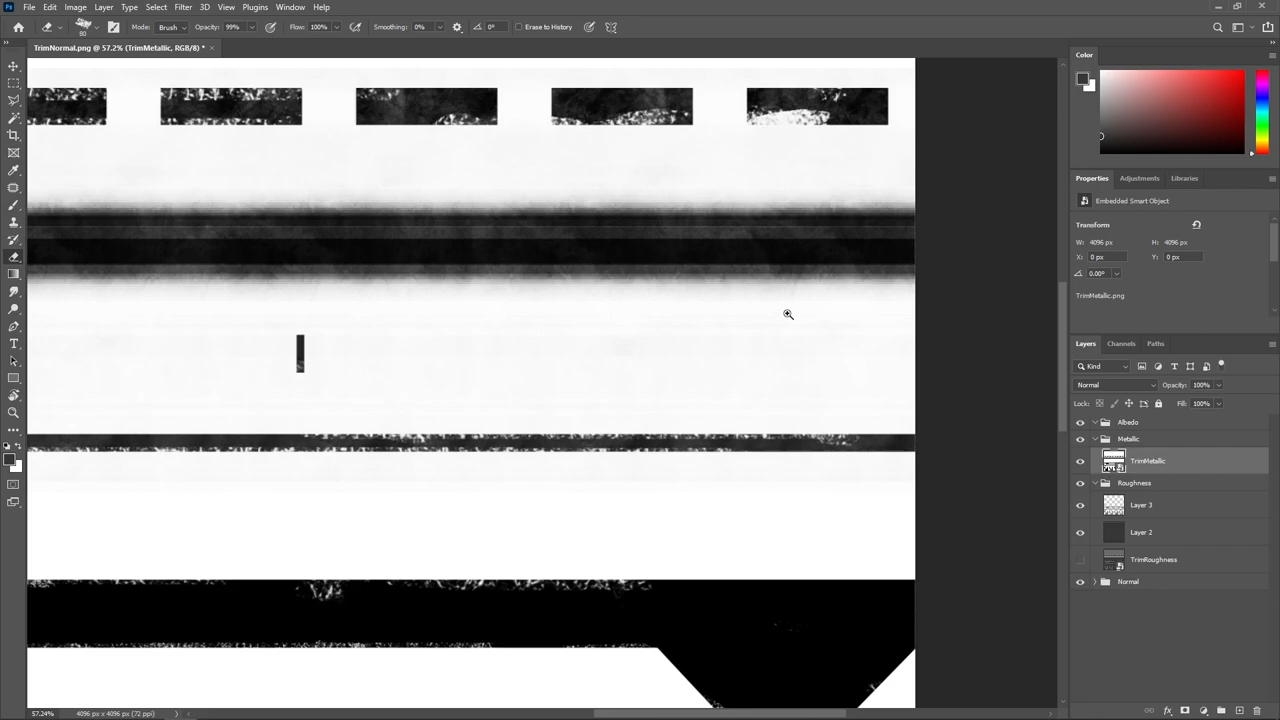 Ps File Edit Image Layer Type Select Filter 3D View Plugins Window Help
80 Mode: Brush Opacity: 99% Flow: 100% Smoothing: 0% 0° Erase to History
TrimNormal.png @ 57.2% (TrimMetallic, RGB/8) *
Color
Properties Adjustments Libraries
Embedded Smart Object
Transform
W: 4096 px H: 4096 px
X: 0 px Y: 0 px
0.00°
TrimMetallic.png
Layers Channels Paths
Kind
Normal Opacity: 100%
Lock: Fill: 100%
Albedo
Metallic
TrimMetallic
Roughness
Layer 3
Layer 2
TrimRoughness
Normal
57.24% 4096 px x 4096 px (72 ppi)